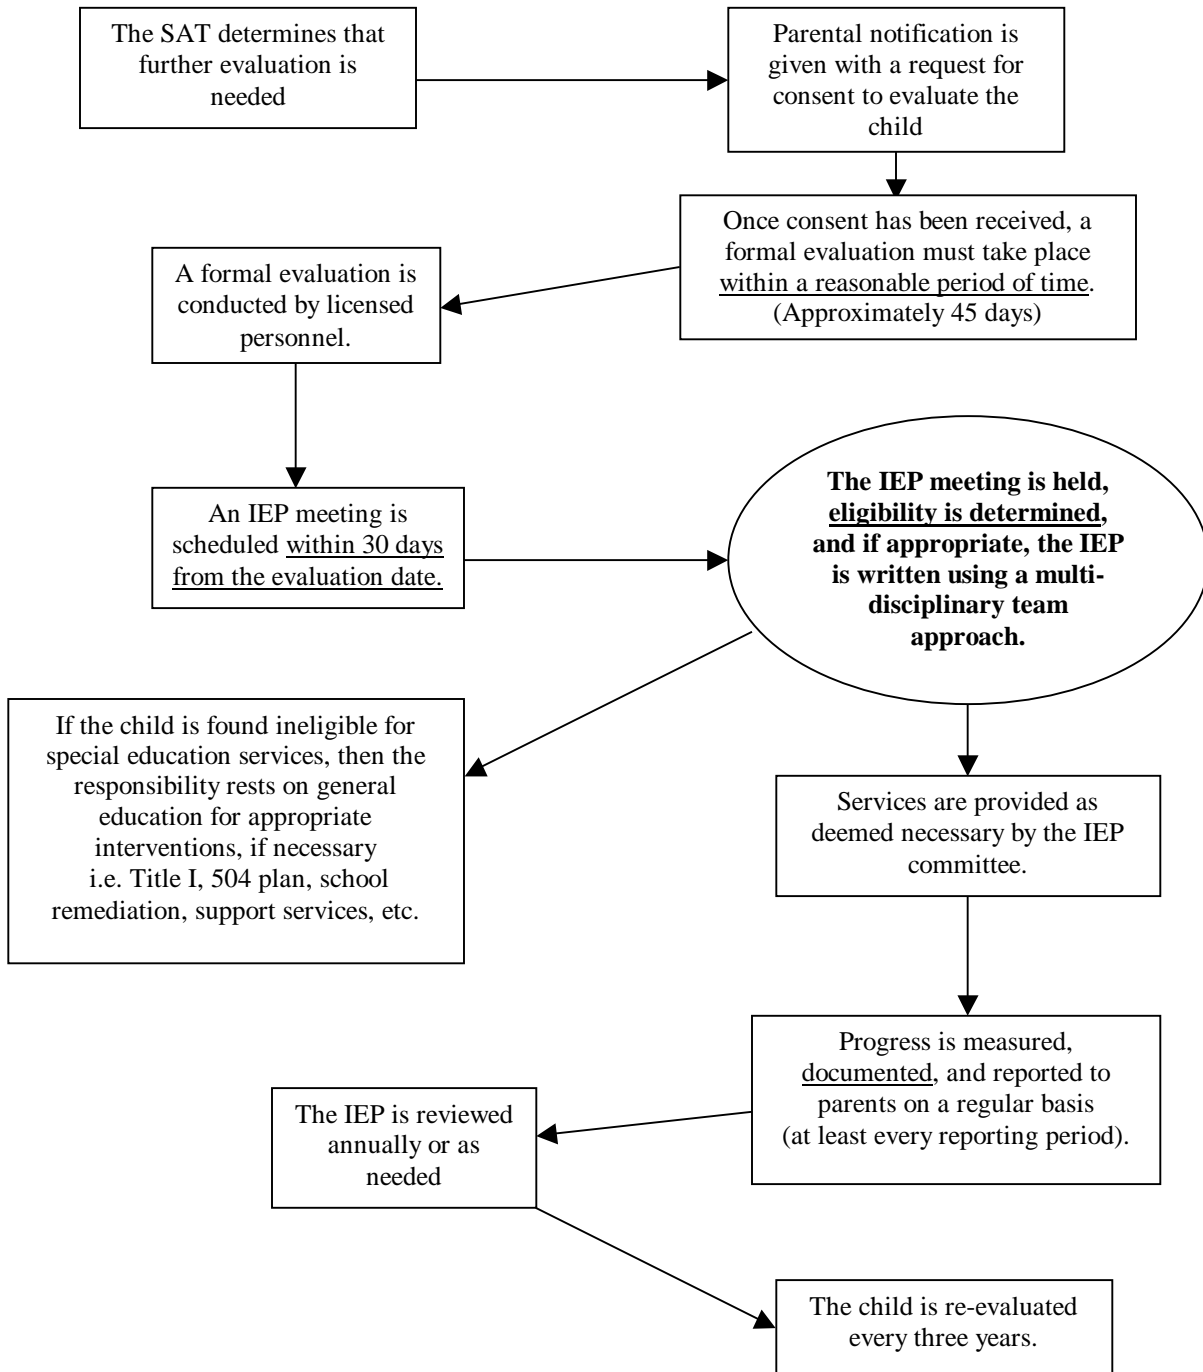 The SAT determines that
further evaluation is
needed
Parental notification is
given with a request for
consent to evaluate the
child
Once consent has been received, a
formal evaluation must take place
within a reasonable period of time.
(Approximately 45 days)
A formal evaluation is
conducted by licensed
personnel.
An IEP meeting is
scheduled within 30 days
from the evaluation date.
The IEP meeting is held,
eligibility is determined,
and if appropriate, the IEP
is written using a multi-
disciplinary team
approach.
If the child is found ineligible for
special education services, then the
responsibility rests on general
education for appropriate
interventions, if necessary
i.e. Title I, 504 plan, school
remediation, support services, etc.
Services are provided as
deemed necessary by the IEP
committee.
Progress is measured,
documented, and reported to
parents on a regular basis
(at least every reporting period).
The IEP is reviewed
annually or as
needed
The child is re-evaluated
every three years.